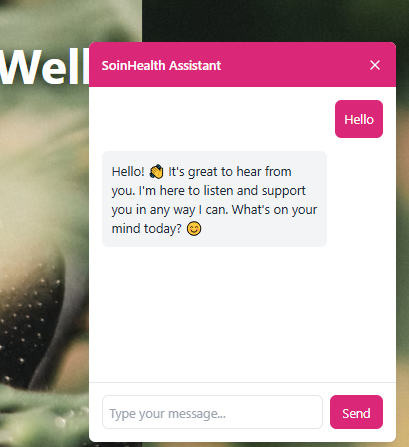 Well
SoinHealth Assistant
Hello
Hello! 👏 It's great to hear from
you. I'm here to listen and support
you in any way I can. What's on your
mind today? 😊
Type your message...
Send